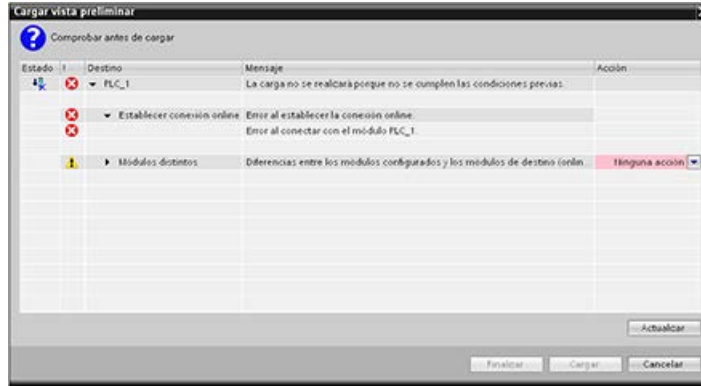 Cargar vista preliminar
Comprobar antes de cargar
Estado ! Destino Mensaje Acción
PLC_1 La carga no se realizará porque no se cumplen las condiciones previas.
Establecer conexión online Error al establecer la conexión online.
Error al conectar con el módulo PLC_1.
Módulos distintos Diferencias entre los módulos configurados y los módulos de destino (onlin... Ninguna acción
Actualizar
Finalizar Cargar Cancelar